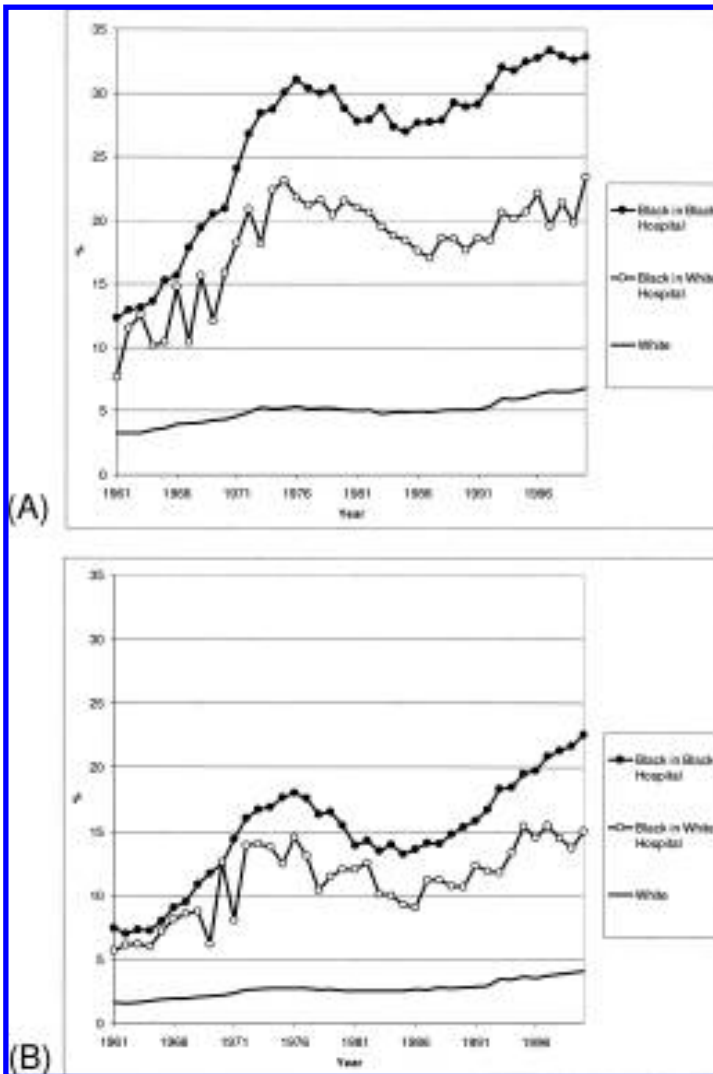 35
30
25
20
15
10
5
0
%
1961 1966 1971 1976 1981 1986 1991 1996
Year
Black in Black
Hospital
Black in White
Hospital
White
(A)
35
30
25
20
15
10
5
0
%
1961 1966 1971 1976 1981 1986 1991 1996
Year
Black in Black
Hospital
Black in White
Hospital
White
(B)